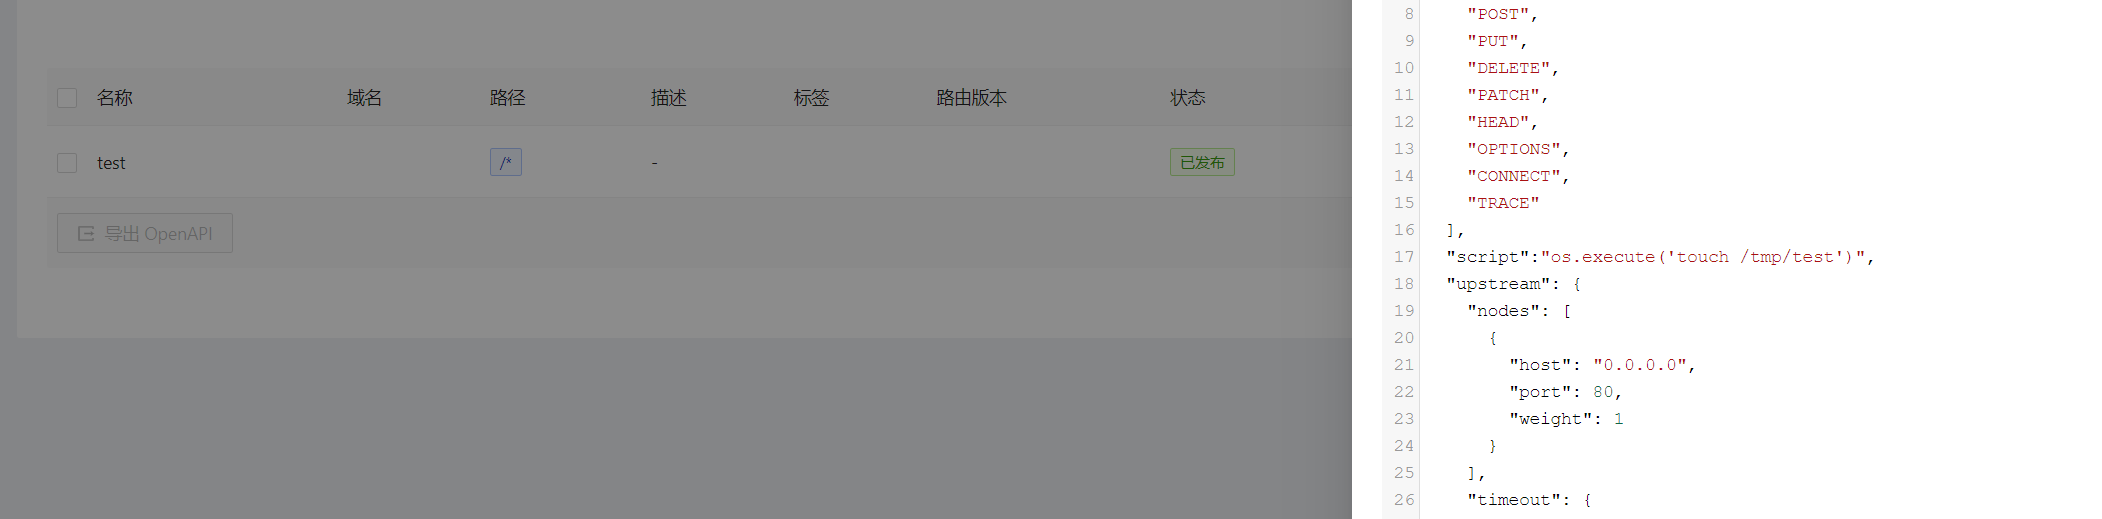 名称 域名 路径 描述 标签 路由版本 状态
test /* - 已发布
导出 OpenAPI
8 "POST",
9 "PUT",
10 "DELETE",
11 "PATCH",
12 "HEAD",
13 "OPTIONS",
14 "CONNECT",
15 "TRACE"
16 ],
17 "script":"os.execute('touch /tmp/test')",
18 "upstream": {
19 "nodes": [
20 {
21 "host": "0.0.0.0",
22 "port": 80,
23 "weight": 1
24 }
25 ],
26 "timeout": {